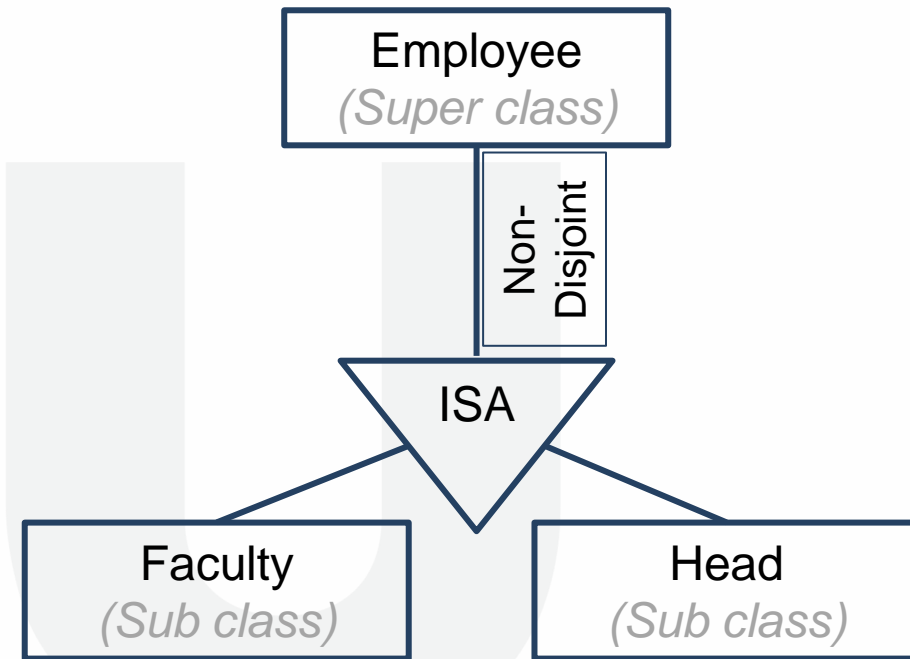 Employee
(Super class)
Non-
Disjoint
ISA
Faculty
(Sub class)
Head
(Sub class)